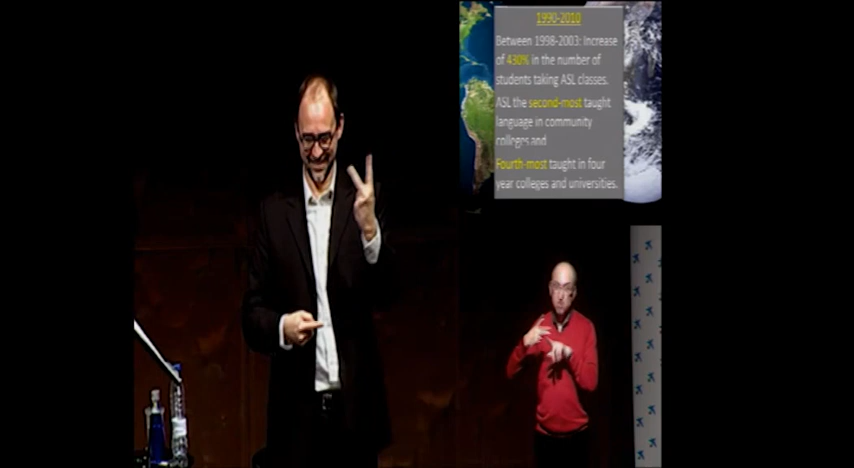 1990-2010
Between 1998-2003: Increase
of 430% in the number of
students taking ASL classes.
ASL the second-most taught
language in community
colleges and
Fourth-most taught in four
year colleges and universities.